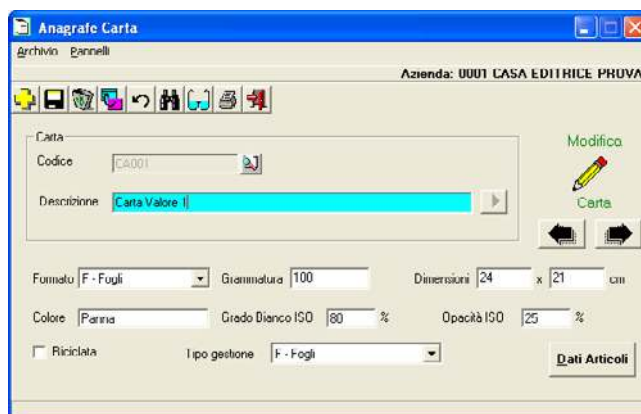 Anagrafe Carta
Archivio Pannelli
Azienda: 0001 CASA EDITRICE PROVA
Carta
Codice CA001
Descrizione Carta Valore 1
Modifica
Carta
Formato F - Fogli Grammatura 100 Dimensioni 24 x 21 cm
Colore Panna Grado Bianco ISO 80 % Opacità ISO 25 %
Riciclata Tipo gestione F - Fogli Dati Articoli